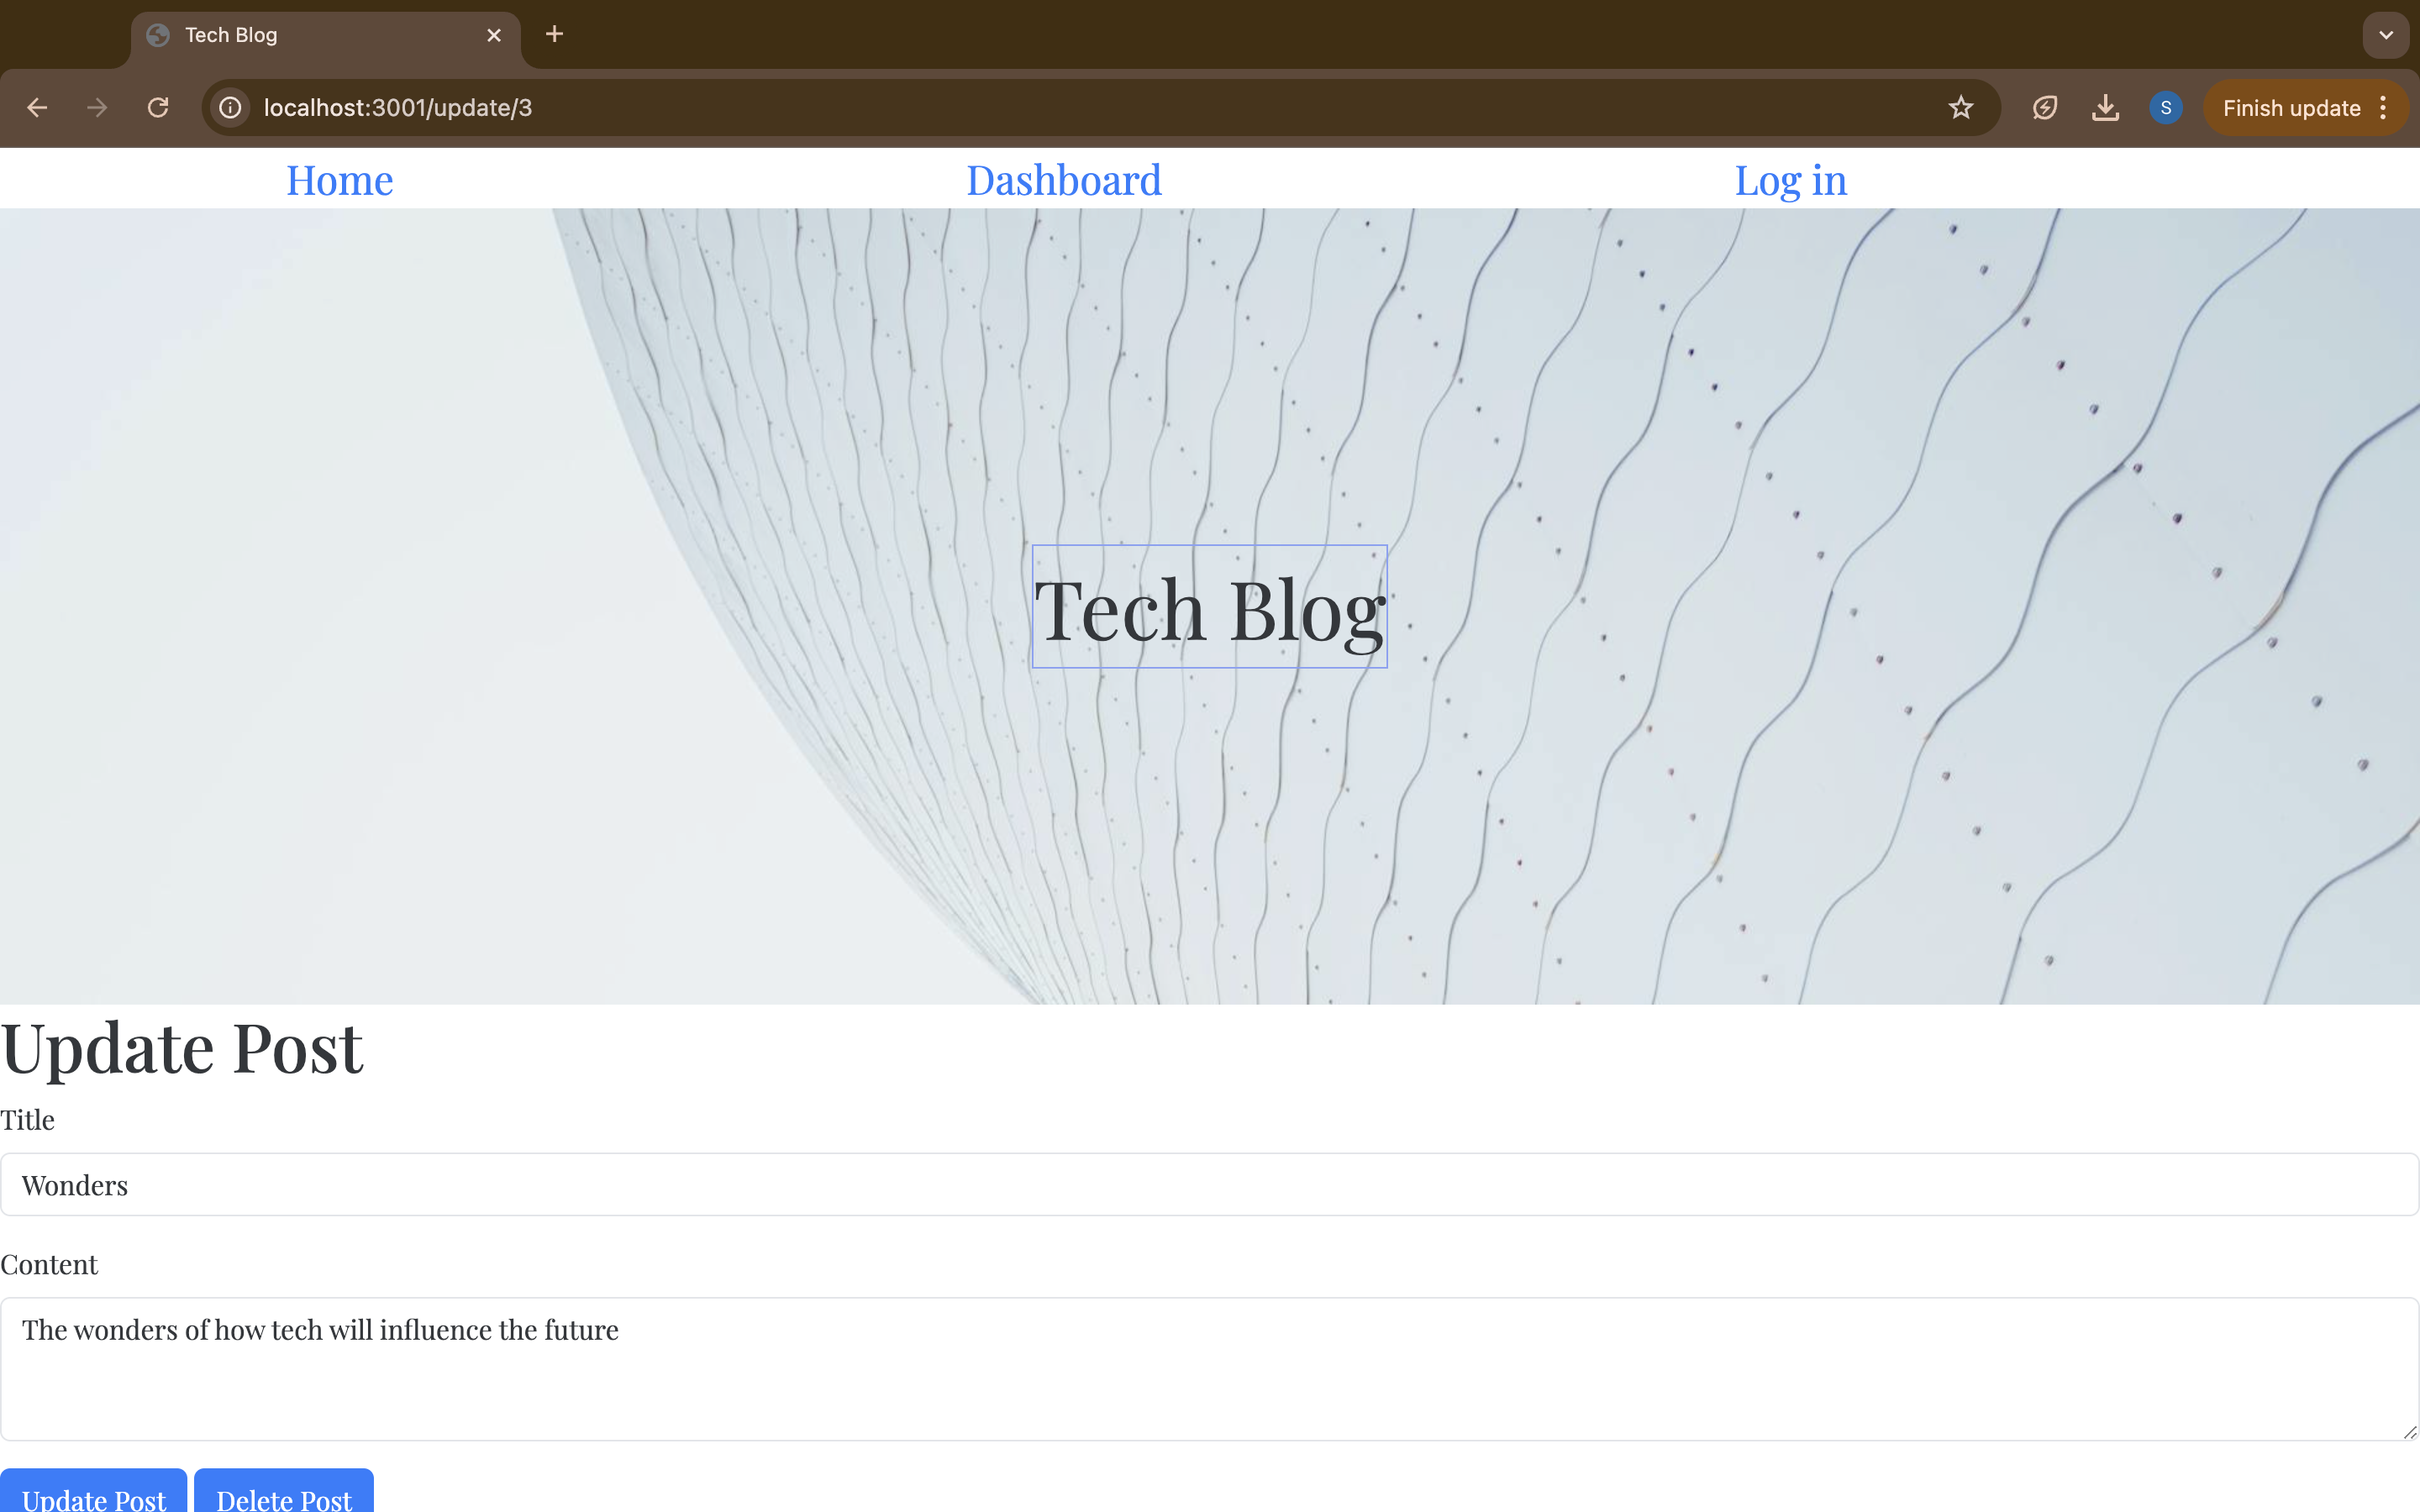 Tech Blog
localhost:3001/update/3
S
Finish update
Home Dashboard Log in
Tech Blog
Update Post
Title
Wonders
Content
The wonders of how tech will influence the future
Update Post Delete Post